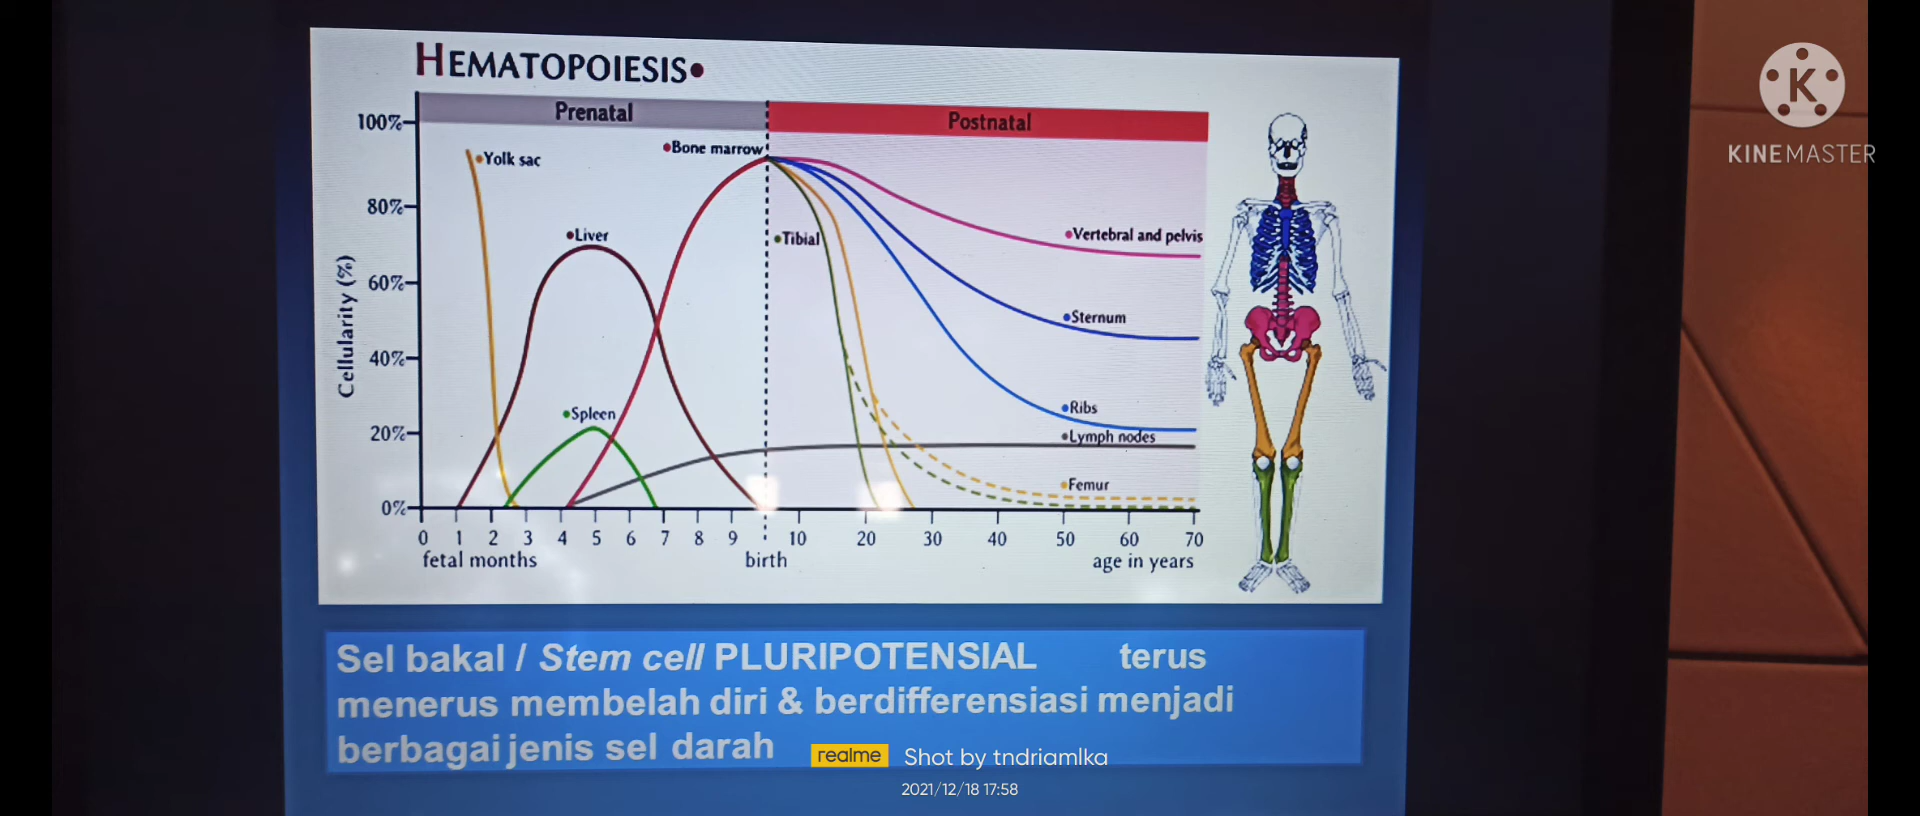 HEMATOPOIESIS
Prenatal
Postnatal
100%
80%
60%
40%
20%
0%
Cellularity (%)
Yolk sac
Liver
Spleen
Bone marrow
Tibial
Vertebral and pelvis
Sternum
Ribs
Lymph nodes
Femur
0 1 2 3 4 5 6 7 8 9 10 20 30 40 50 60 70
fetal months birth age in years
Sel bakal / Stem cell PLURIPOTENSIAL terus
menerus membelah diri & berdifferensiasi menjadi
berbagai jenis sel darah
realme Shot by tndriamlka
2021/12/18 17:58
K
KINEMASTER